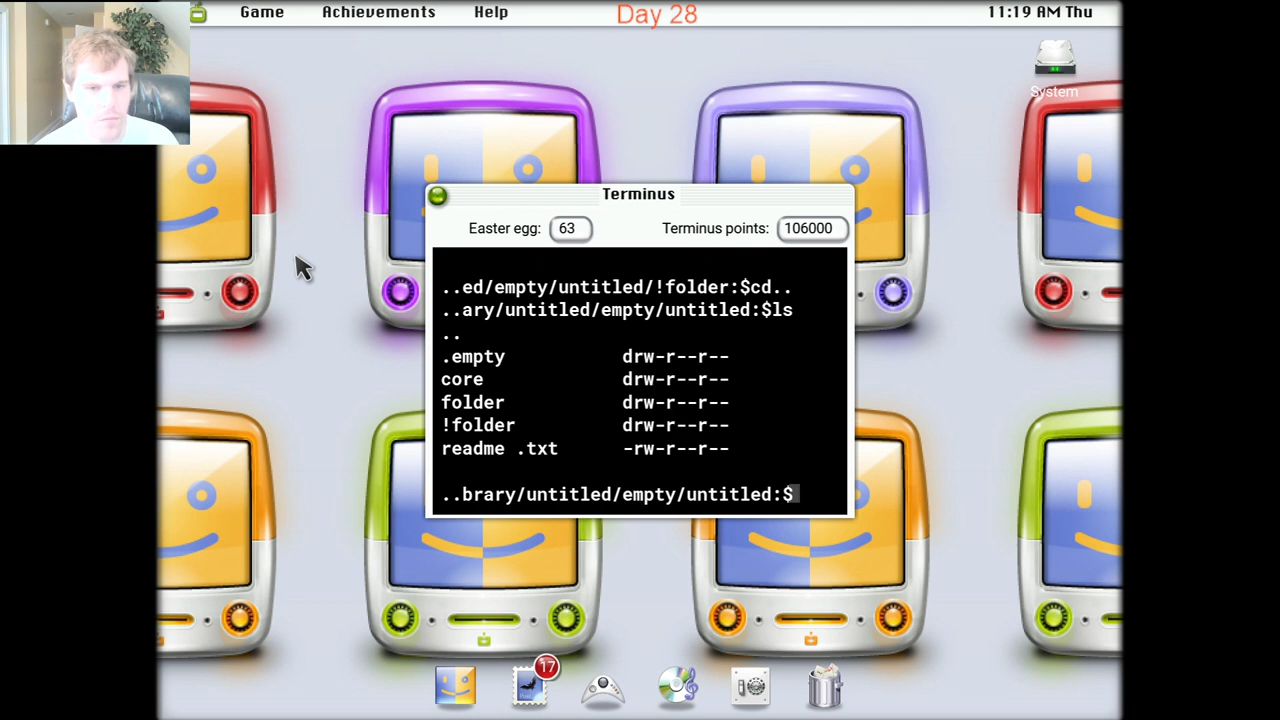 Game Achievements Help Day 28 11:19 AM Thu
System
Terminus
Easter egg: 63 Terminus points: 106000
..ed/empty/untitled/!folder:$cd..
..ary/untitled/empty/untitled:$ls
..
.empty drw-r--r--
core drw-r--r--
folder drw-r--r--
!folder drw-r--r--
readme .txt -rw-r--r--
..brary/untitled/empty/untitled:$
17